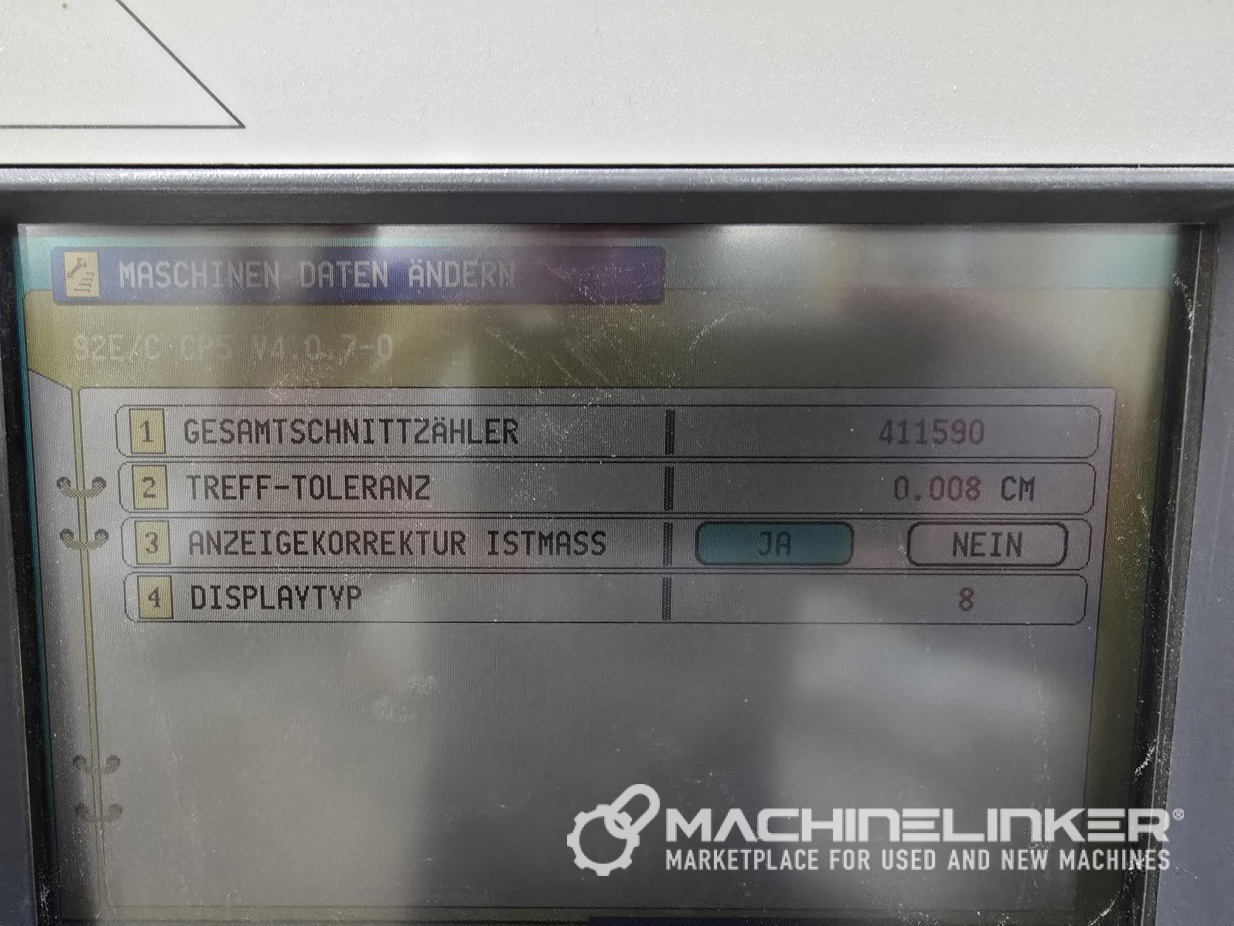 MASCHINEN DATEN ÄNDERN
92E/C GP5 V4.0.7-0
1 GESAMTSCHNITTZÄHLER 411590
2 TREFF-TOLERANZ 0.008 CM
3 ANZEIGEKORREKTUR ISTMASS JA NEIN
4 DISPLAYTYP 8
MACHINELINKER®
MARKETPLACE FOR USED AND NEW MACHINES